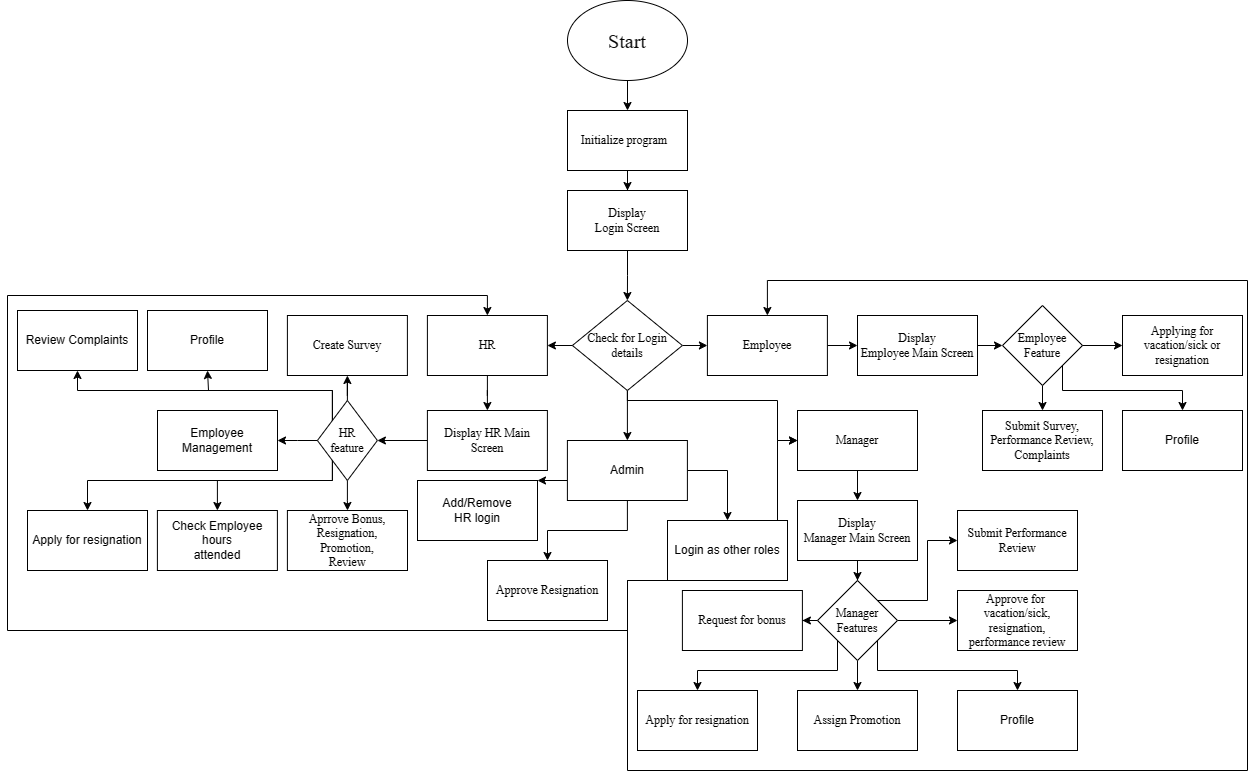 Start
Initialize program
Display
Login Screen
Check for Login
details
Review Complaints
Profile
Create Survey
HR
Employee
Display
Employee Main Screen
Employee
Feature
Applying for
vacation/sick or
resignation
Employee
Management
HR
feature
Display HR Main
Screen
Admin
Manager
Submit Survey,
Performance Review,
Complaints
Profile
Apply for resignation
Check Employee
hours
attended
Aprrove Bonus,
Resignation,
Promotion,
Review
Add/Remove
HR login
Login as other roles
Display
Manager Main Screen
Submit Performance
Review
Approve Resignation
Request for bonus
Manager
Features
Approve for
vacation/sick,
resignation,
performance review
Apply for resignation
Assign Promotion
Profile